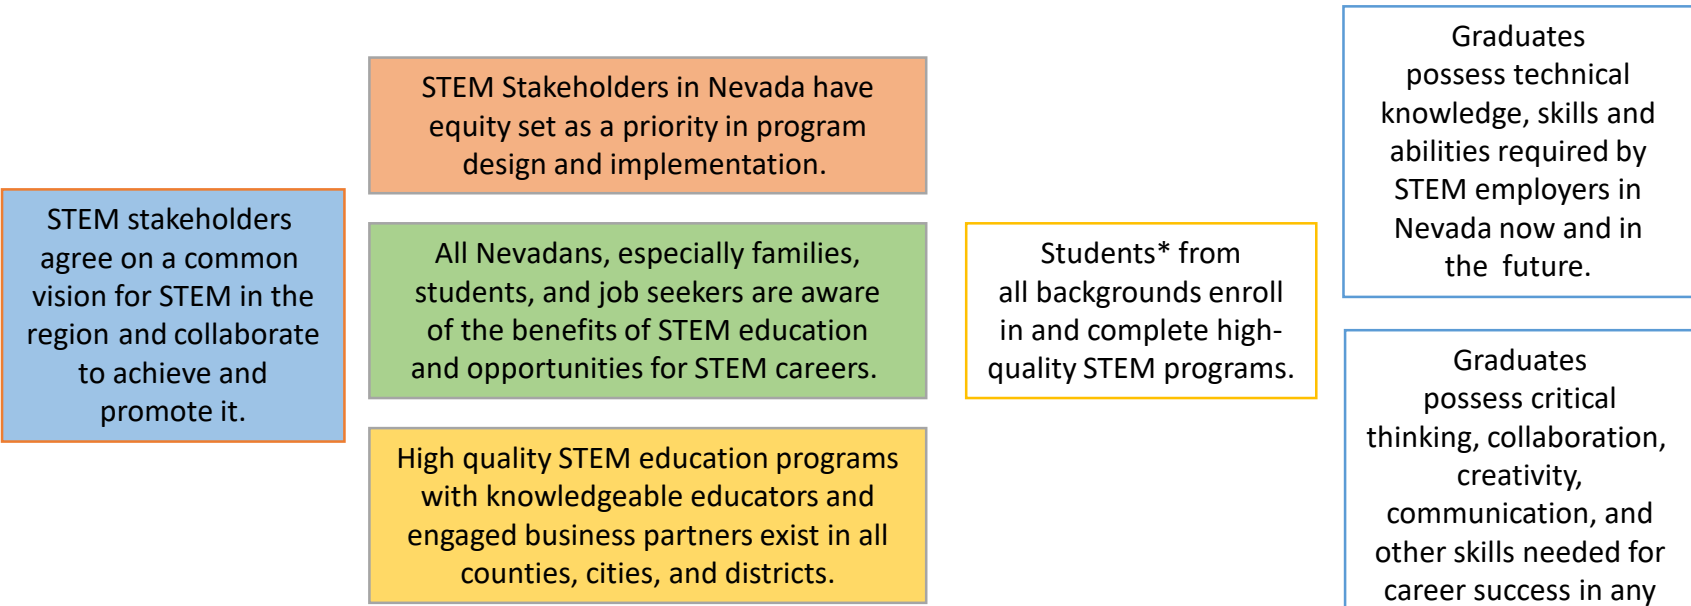 STEM stakeholders
agree on a common
vision for STEM in the
region and collaborate
to achieve and
promote it.
STEM Stakeholders in Nevada have
equity set as a priority in program
design and implementation.
All Nevadans, especially families,
students, and job seekers are aware
of the benefits of STEM education
and opportunities for STEM careers.
High quality STEM education programs
with knowledgeable educators and
engaged business partners exist in all
counties, cities, and districts.
Students* from
all backgrounds enroll
in and complete high-
quality STEM programs.
Graduates
possess technical
knowledge, skills and
abilities required by
STEM employers in
Nevada now and in
the future.
Graduates
possess critical
thinking, collaboration,
creativity,
communication, and
other skills needed for
career success in any